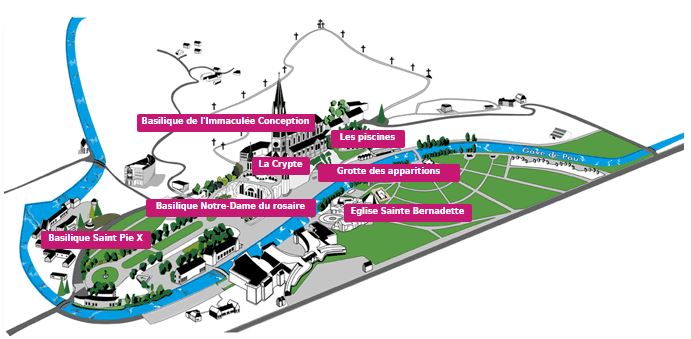 Basilique de l'Immaculée Conception
Les piscines
Gave de Pau
La Crypte
Grotte des apparitions
Basilique Notre-Dame du rosaire
Eglise Sainte Bernadette
Basilique Saint Pie X